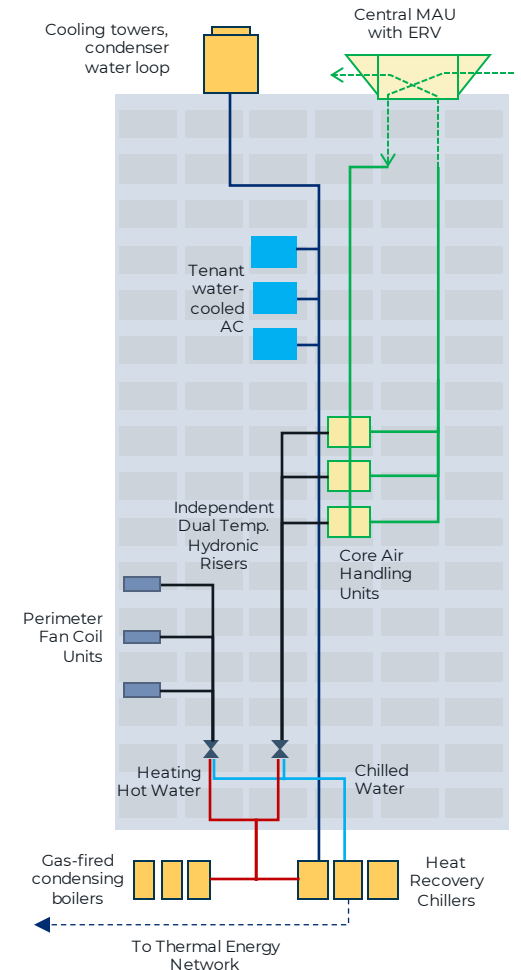 Cooling towers,
condenser
water loop
Central MAU
with ERV
Tenant
water-
cooled
AC
Independent
Dual Temp.
Hydronic
Risers
Core Air
Handling
Units
Perimeter
Fan Coil
Units
Heating
Hot Water
Chilled
Water
Gas-fired
condensing
boilers
Heat
Recovery
Chillers
To Thermal Energy
Network